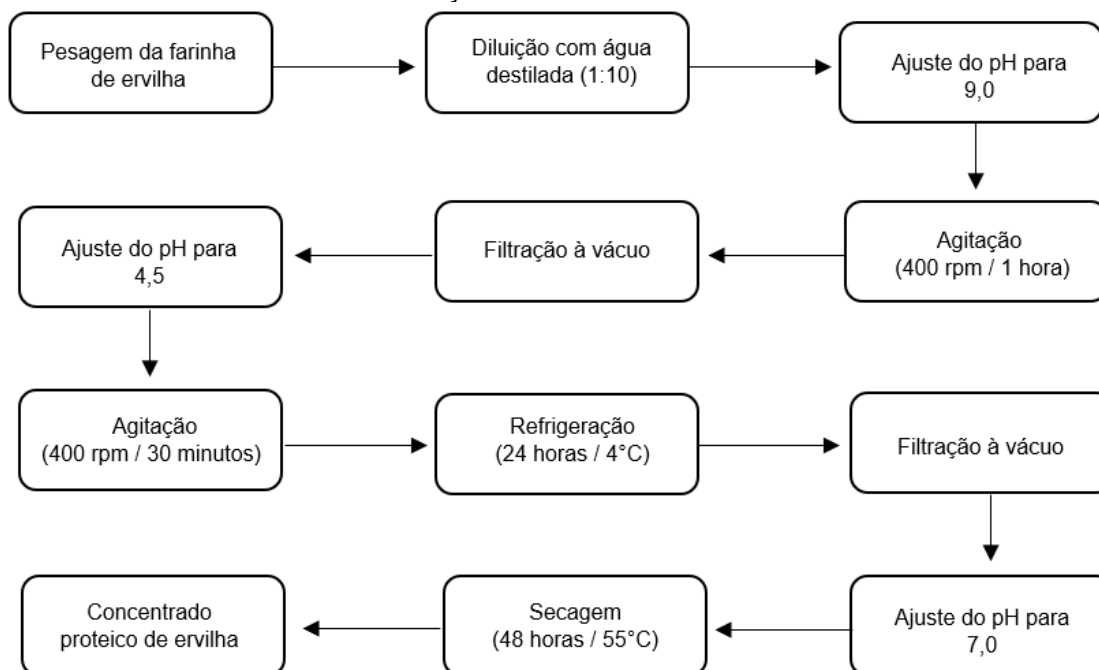 Pesagem da farinha
de ervilha
Diluição com água
destilada (1:10)
Ajuste do pH para
9,0
Agitação
(400 rpm / 1 hora)
Filtração à vácuo
Ajuste do pH para
4,5
Agitação
(400 rpm / 30 minutos)
Refrigeração
(24 horas / 4°C)
Filtração à vácuo
Ajuste do pH para
7,0
Secagem
(48 horas / 55°C)
Concentrado
proteico de ervilha